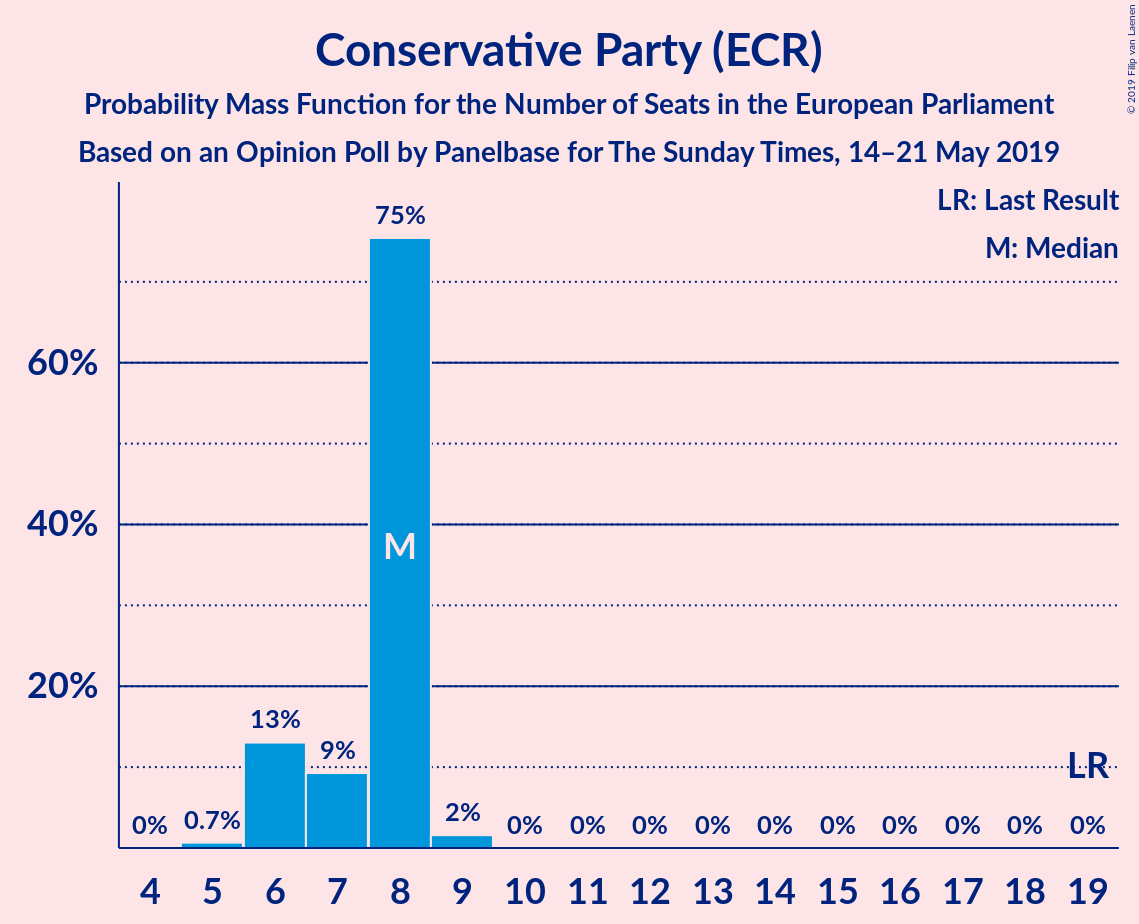 Conservative Party (ECR)
Probability Mass Function for the Number of Seats in the European Parliament
Based on an Opinion Poll by Panelbase for The Sunday Times, 14–21 May 2019
© 2019 Filip van Laenen
LR: Last Result
M: Median
60%
40%
20%
0%
0.7%
13%
9%
75%
2%
0%
0%
0%
0%
0%
0%
0%
0%
0%
0%
M
LR
4 5 6 7 8 9 10 11 12 13 14 15 16 17 18 19